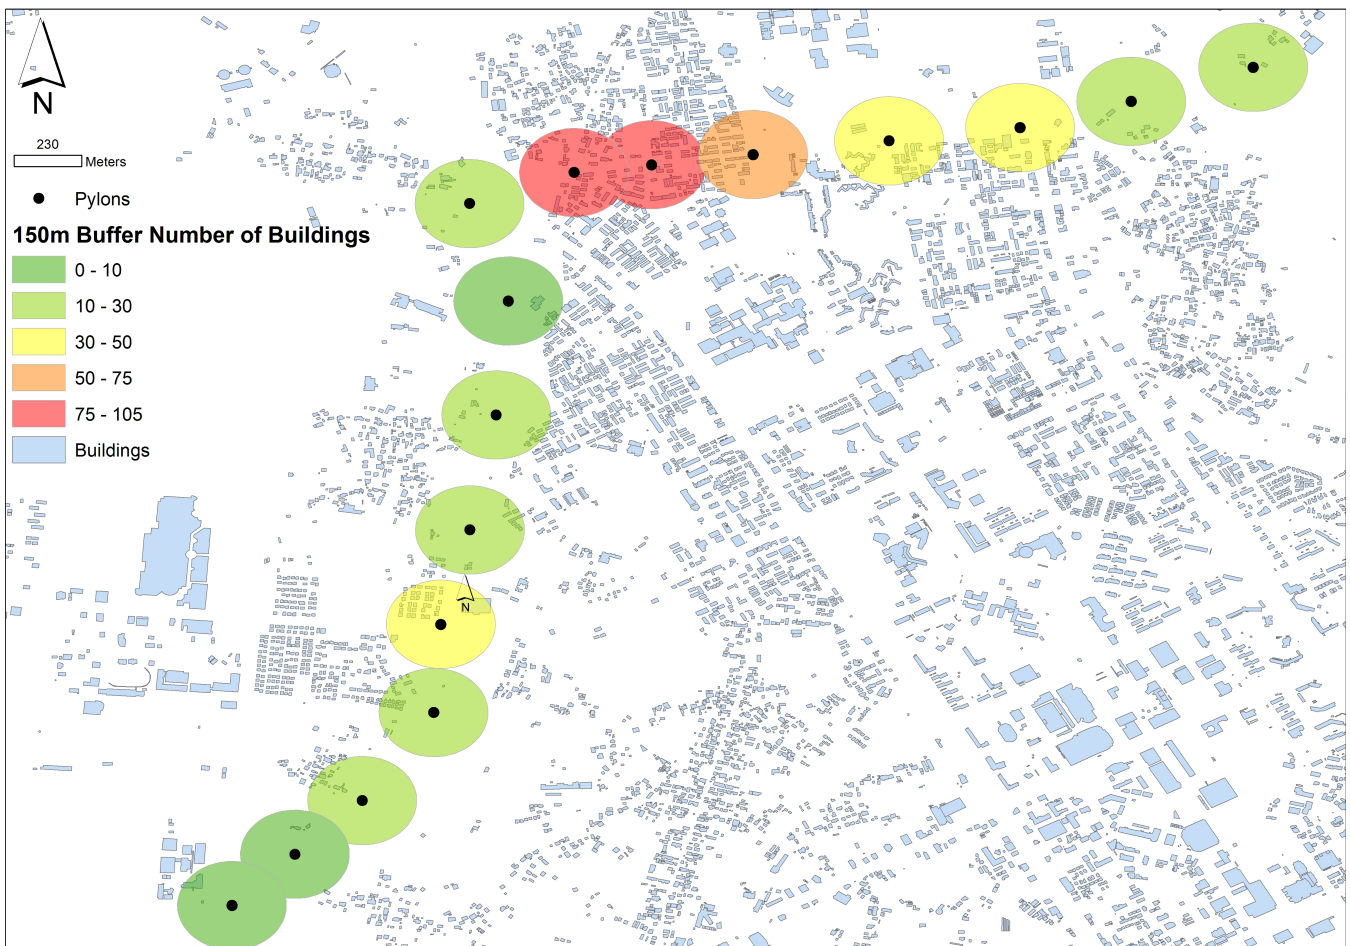 N
230
Meters
Pylons
150m Buffer Number of Buildings
0 - 10
10 - 30
30 - 50
50 - 75
75 - 105
Buildings
N